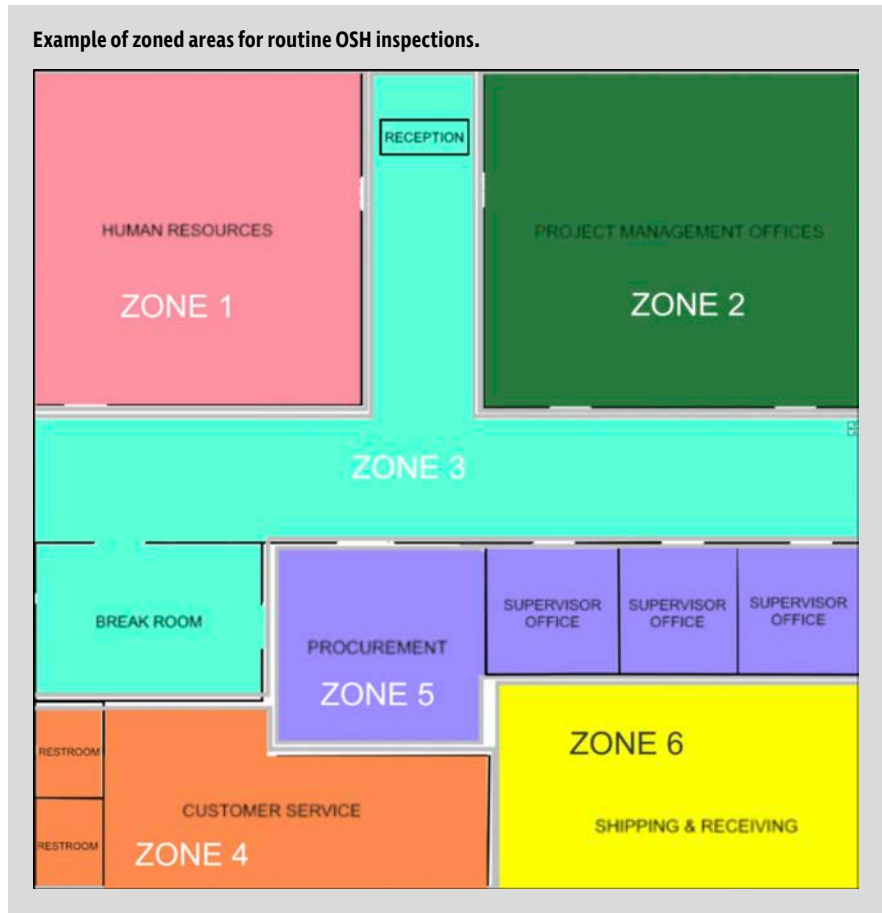 Example of zoned areas for routine OSH inspections.
RECEPTION
HUMAN RESOURCES
ZONE 1
PROJECT MANAGEMENT OFFICES
ZONE 2
ZONE 3
BREAK ROOM
PROCUREMENT
ZONE 5
SUPERVISOR
OFFICE
SUPERVISOR
OFFICE
SUPERVISOR
OFFICE
RESTROOM
RESTROOM
CUSTOMER SERVICE
ZONE 4
ZONE 6
SHIPPING & RECEIVING